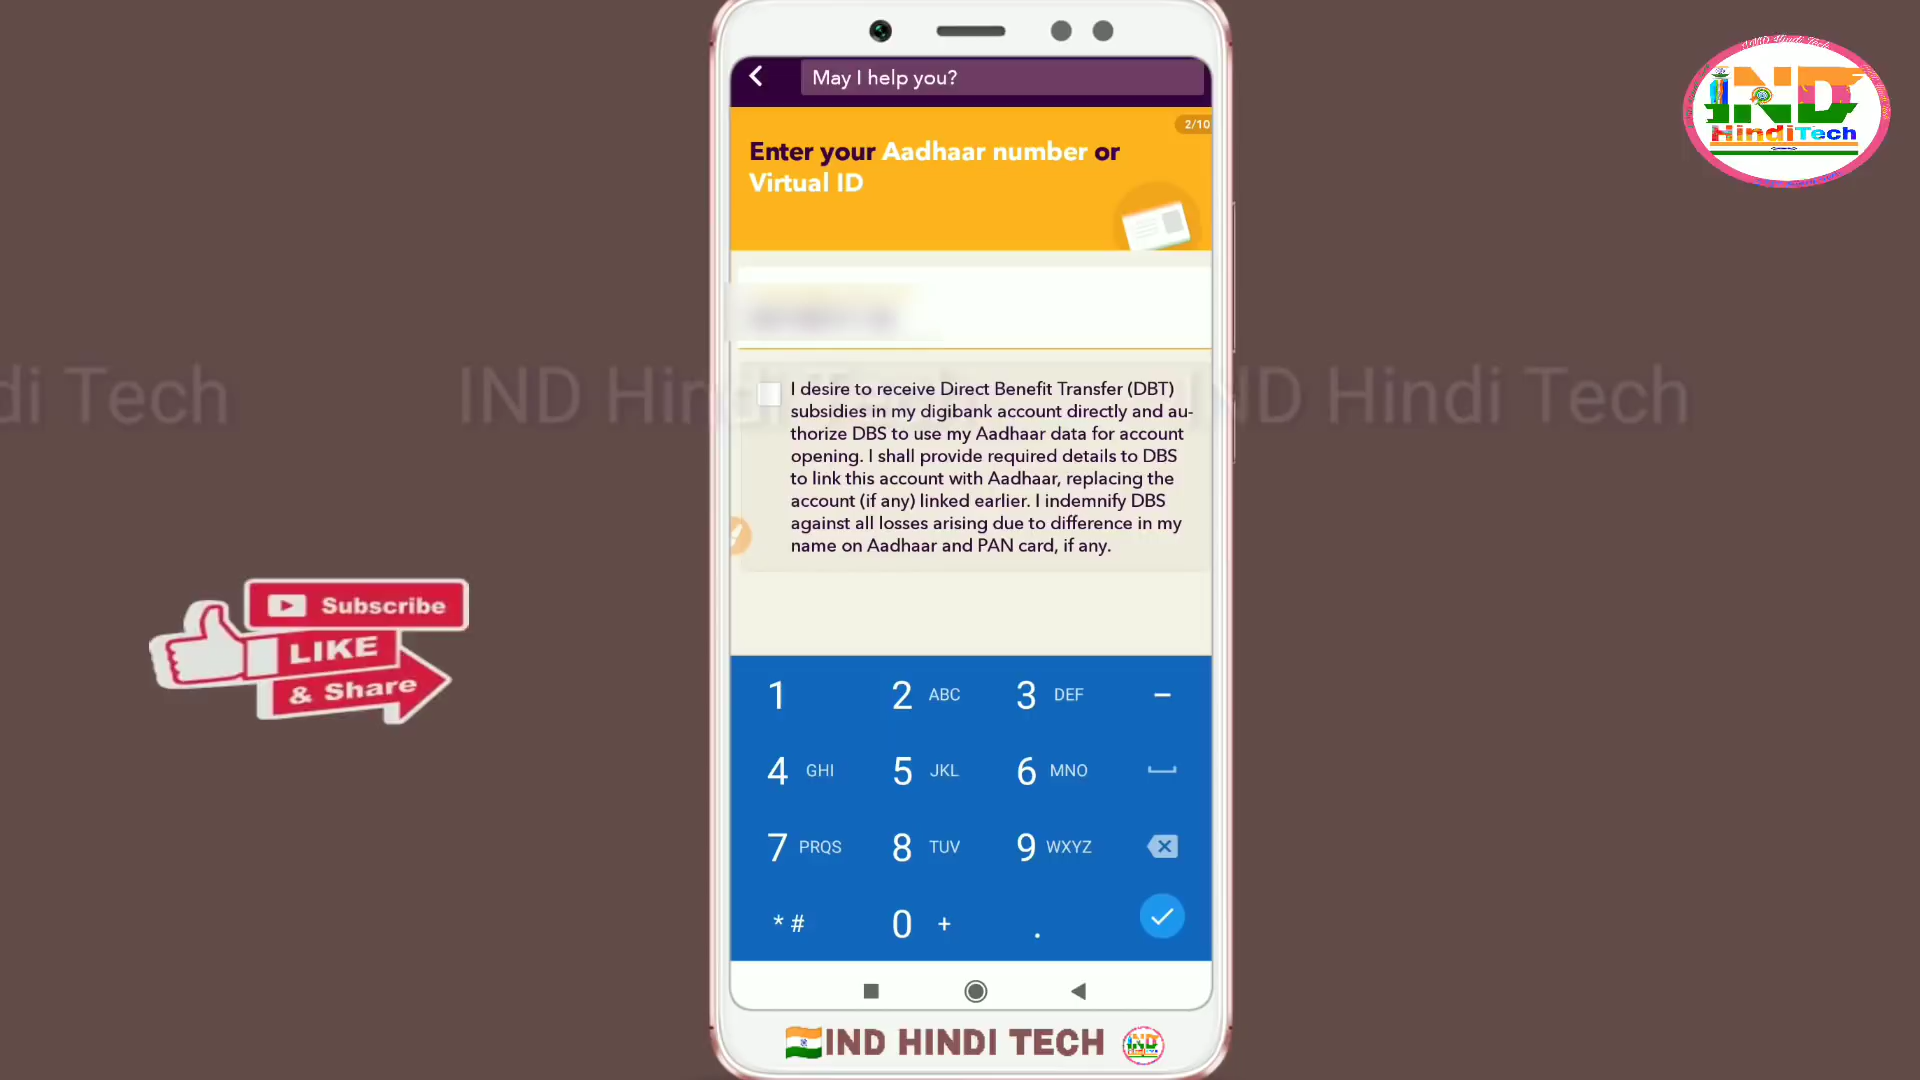 May I help you?
2/10
Enter your Aadhaar number or
Virtual ID
IND
HindiTech
I desire to receive Direct Benefit Transfer (DBT)
subsidies in my digibank account directly and au-
thorize DBS to use my Aadhaar data for account
opening. I shall provide required details to DBS
to link this account with Aadhaar, replacing the
account (if any) linked earlier. I indemnify DBS
against all losses arising due to difference in my
name on Aadhaar and PAN card, if any.
di Tech
IND Hindi Tech
IND Hindi Tech
Subscribe
LIKE
& Share
1 2 ABC 3 DEF –
4 GHI 5 JKL 6 MNO
7 PRQS 8 TUV 9 WXYZ
* # 0 + .
IND HINDI TECH
IND